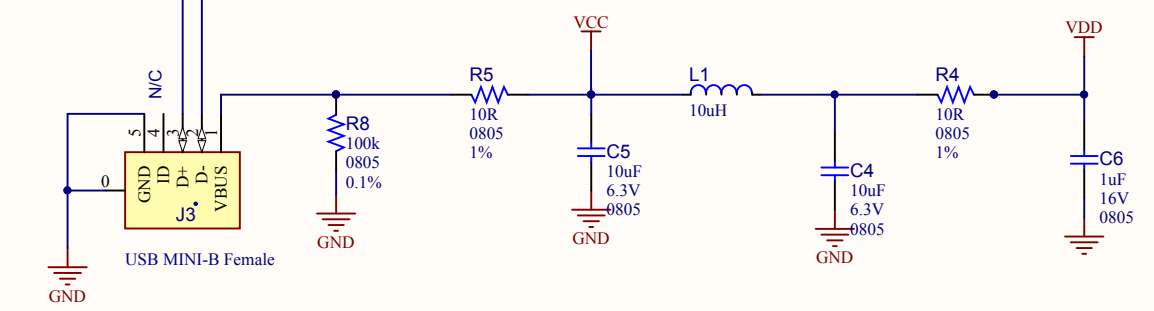 VCC
VDD
N/C
R5
10R
0805
1%
L1
10uH
R4
10R
0805
1%
5
4
3
2
1
0
GND
ID
D+
D-
VBUS
J3
USB MINI-B Female
GND
R8
100k
0805
0.1%
GND
C5
10uF
6.3V
0805
GND
C4
10uF
6.3V
0805
GND
C6
1uF
16V
0805